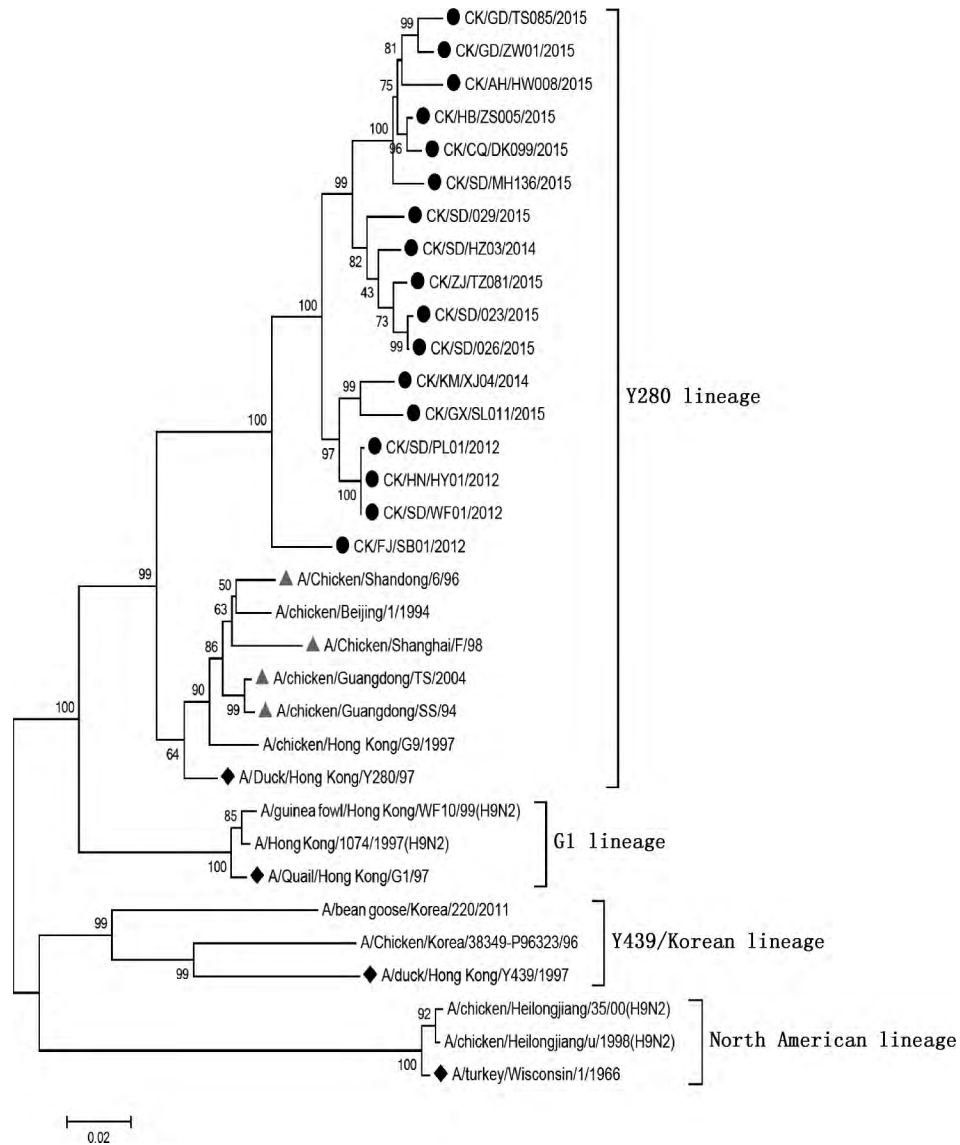 99
CK/GD/TS085/2015
CK/GD/ZW01/2015
81
CK/AH/HW008/2015
75
CK/HB/ZS005/2015
100
96
CK/CQ/DK099/2015
CK/SD/MH136/2015
99
CK/SD/029/2015
CK/SD/HZ03/2014
82
CK/ZJ/TZ081/2015
43
CK/SD/023/2015
73
99
CK/SD/026/2015
100
CK/KM/XJ04/2014
99
CK/GX/SL011/2015
Y280 lineage
97
CK/SD/PL01/2012
CK/HN/HY01/2012
100
CK/SD/WF01/2012
100
CK/FJ/SB01/2012
99
A/Chicken/Shandong/6/96
50
A/chicken/Beijing/1/1994
63
A/Chicken/Shanghai/F/98
86
A/chicken/Guangdong/TS/2004
90
99
A/chicken/Guangdong/SS/94
A/chicken/Hong Kong/G9/1997
64
A/Duck/Hong Kong/Y280/97
100
A/guinea fowl/Hong Kong/WF10/99(H9N2)
85
A/Hong Kong/1074/1997(H9N2)
G1 lineage
100
A/Quail/Hong Kong/G1/97
A/bean goose/Korea/220/2011
99
A/Chicken/Korea/38349-P96323/96
Y439/Korean lineage
99
A/duck/Hong Kong/Y439/1997
A/chicken/Heilongjiang/35/00(H9N2)
92
A/chicken/Heilongjiang/u/1998(H9N2)
North American lineage
100
A/turkey/Wisconsin/1/1966
0.02